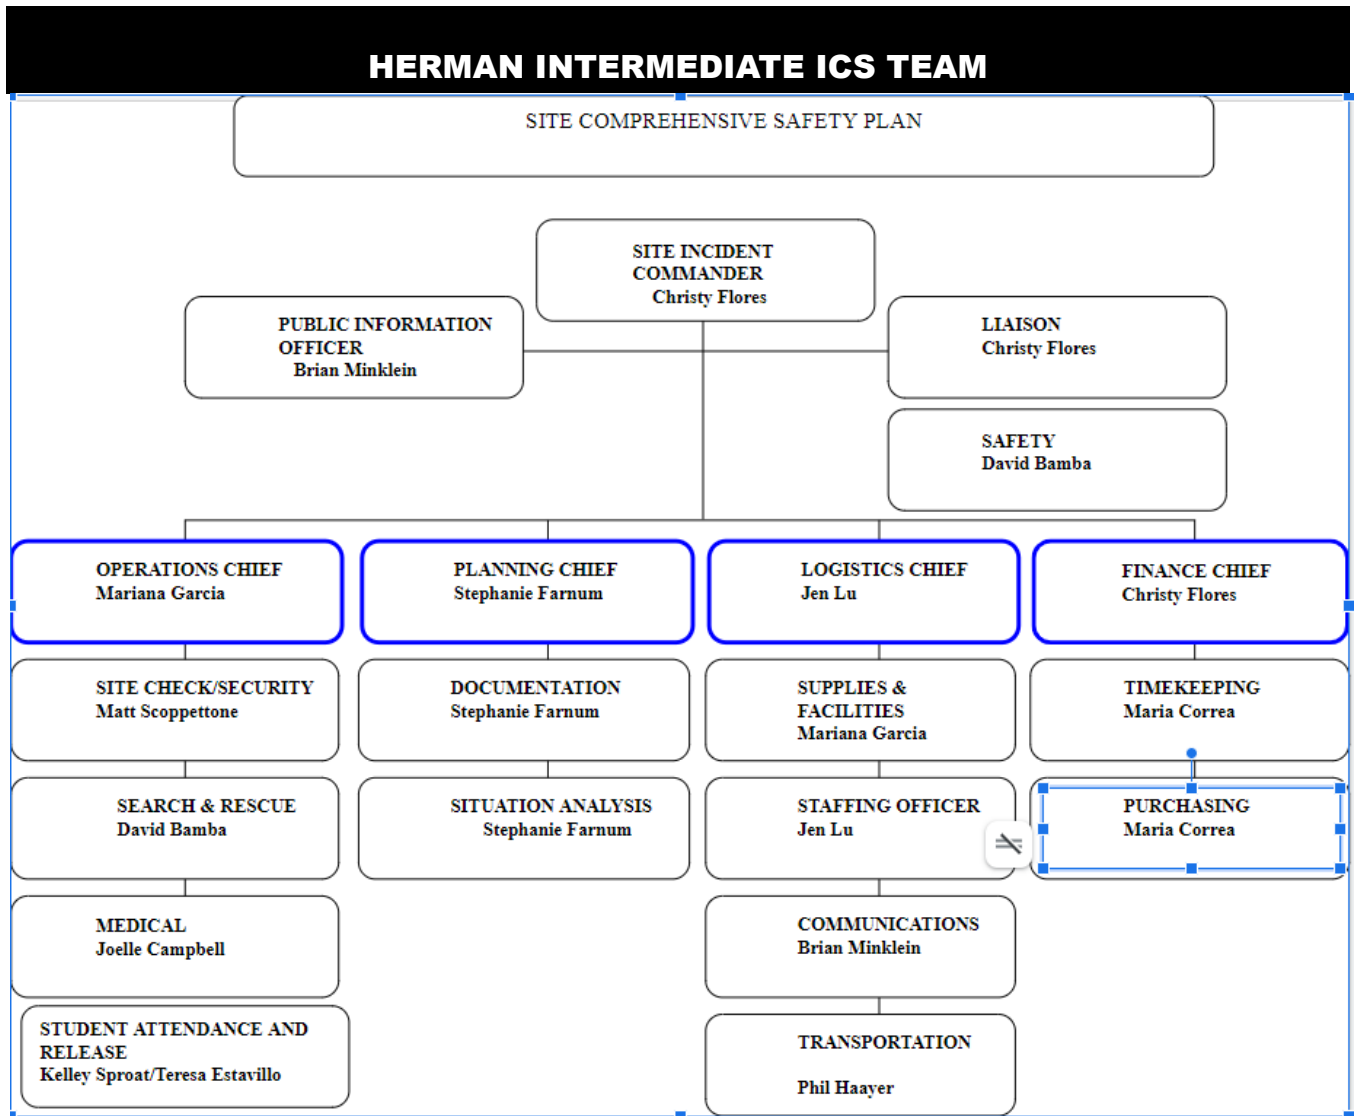 HERMAN INTERMEDIATE ICS TEAM
SITE COMPREHENSIVE SAFETY PLAN
SITE INCIDENT
COMMANDER
Christy Flores
PUBLIC INFORMATION
OFFICER
Brian Minklein
LIAISON
Christy Flores
SAFETY
David Bamba
OPERATIONS CHIEF
Mariana Garcia
PLANNING CHIEF
Stephanie Farnum
LOGISTICS CHIEF
Jen Lu
FINANCE CHIEF
Christy Flores
SITE CHECK/SECURITY
Matt Scoppettone
DOCUMENTATION
Stephanie Farnum
SUPPLIES &
FACILITIES
Mariana Garcia
TIMEKEEPING
Maria Correa
SEARCH & RESCUE
David Bamba
SITUATION ANALYSIS
Stephanie Farnum
STAFFING OFFICER
Jen Lu
PURCHASING
Maria Correa
MEDICAL
Joelle Campbell
COMMUNICATIONS
Brian Minklein
STUDENT ATTENDANCE AND
RELEASE
Kelley Sproat/Teresa Estavillo
TRANSPORTATION
Phil Haayer